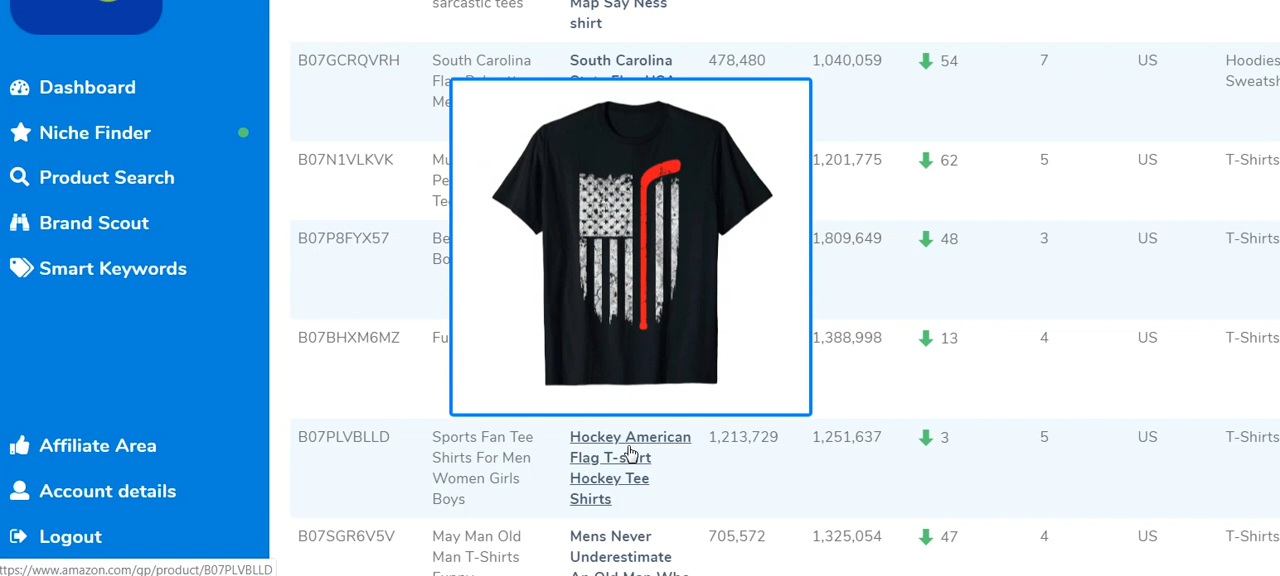 sarcastic tees
Map Say Ness
shirt
Dashboard
Niche Finder
Product Search
Brand Scout
Smart Keywords
Affiliate Area
Account details
Logout
B07GCRQVRH South Carolina South Carolina 478,480 1,040,059 54 7 US Hoodies
Sweatsh
B07N1VLKVK 1,201,775 62 5 US T-Shirts
B07P8FYX57 1,809,649 48 3 US T-Shirts
B07BHXM6MZ Fu 1,388,998 13 4 US T-Shirts
B07PLVBLLD Sports Fan Tee Hockey American 1,213,729 1,251,637 3 5 US T-Shirts
Shirts For Men Flag T-shirt
Women Girls Hockey Tee
Boys Shirts
B07SGR6V5V May Man Old Mens Never 705,572 1,325,054 47 4 US T-Shirts
Man T-Shirts Underestimate
ttps://www.amazon.com/gp/product/B07PLVBLLD